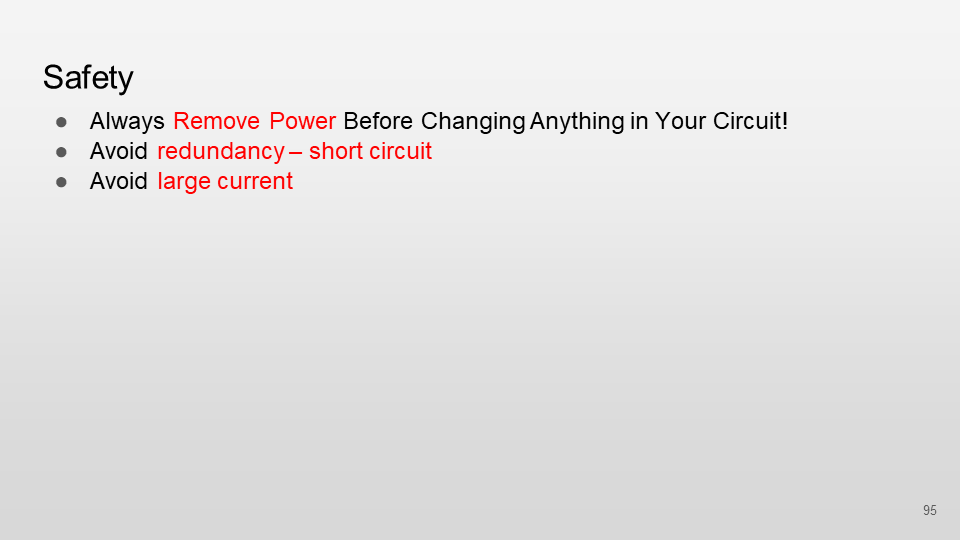 Safety
● Always Remove Power Before Changing Anything in Your Circuit!
● Avoid redundancy – short circuit
● Avoid large current
95